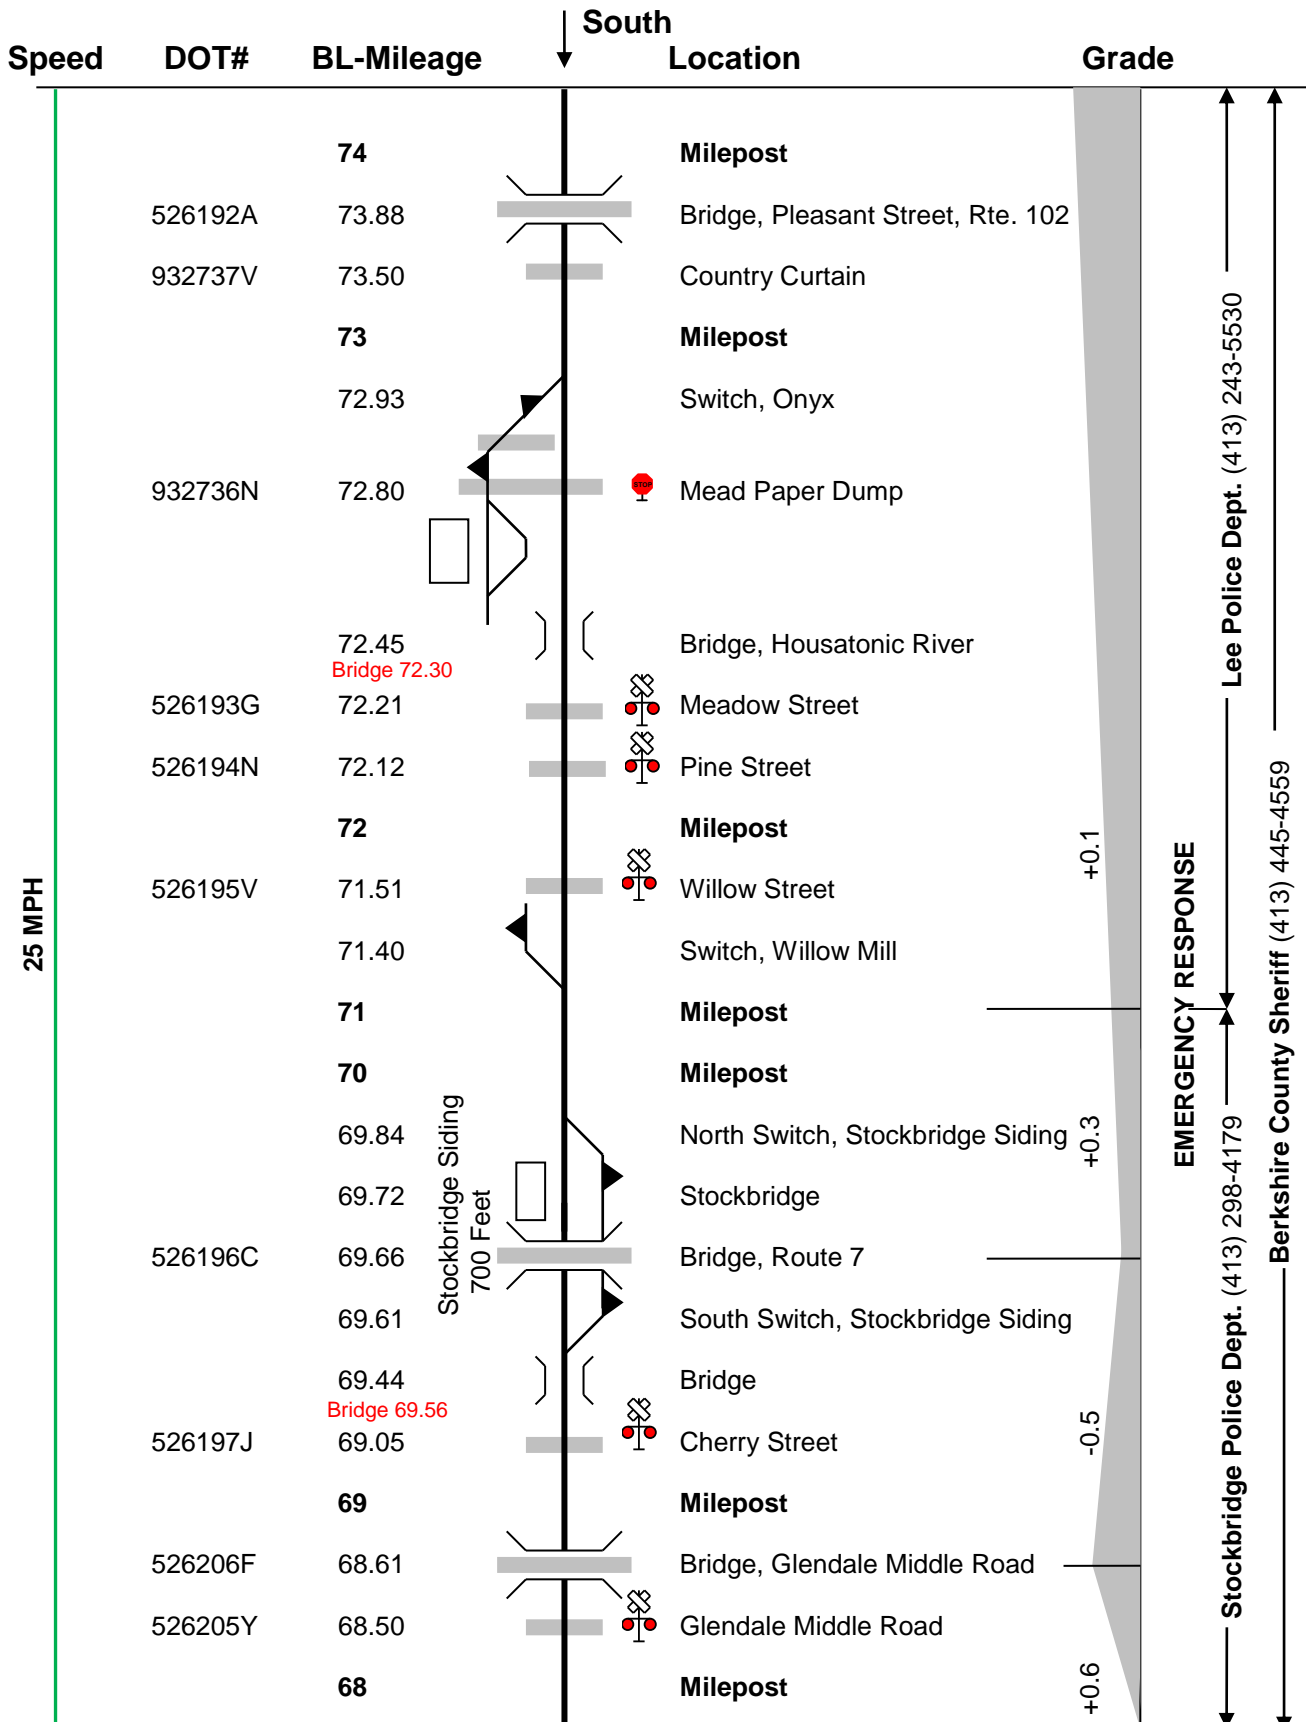 South
Speed DOT# BL-Mileage Location Grade
74 Milepost
526192A 73.88 Bridge, Pleasant Street, Rte. 102
932737V 73.50 Country Curtain
73 Milepost
72.93 Switch, Onyx
932736N 72.80 STOP Mead Paper Dump
72.45 Bridge, Housatonic River
Bridge 72.30
526193G 72.21 Meadow Street
526194N 72.12 Pine Street
72 Milepost
526195V 71.51 Willow Street
71.40 Switch, Willow Mill
71 Milepost
70 Milepost
69.84 North Switch, Stockbridge Siding
69.72 Stockbridge
526196C 69.66 Bridge, Route 7
69.61 South Switch, Stockbridge Siding
69.44 Bridge
Bridge 69.56
526197J 69.05 Cherry Street
69 Milepost
526206F 68.61 Bridge, Glendale Middle Road
526205Y 68.50 Glendale Middle Road
68 Milepost
25 MPH
Stockbridge Siding
700 Feet
+0.1
+0.3
-0.5
+0.6
EMERGENCY RESPONSE
Lee Police Dept. (413) 243-5530
Stockbridge Police Dept. (413) 298-4179
Berkshire County Sheriff (413) 445-4559